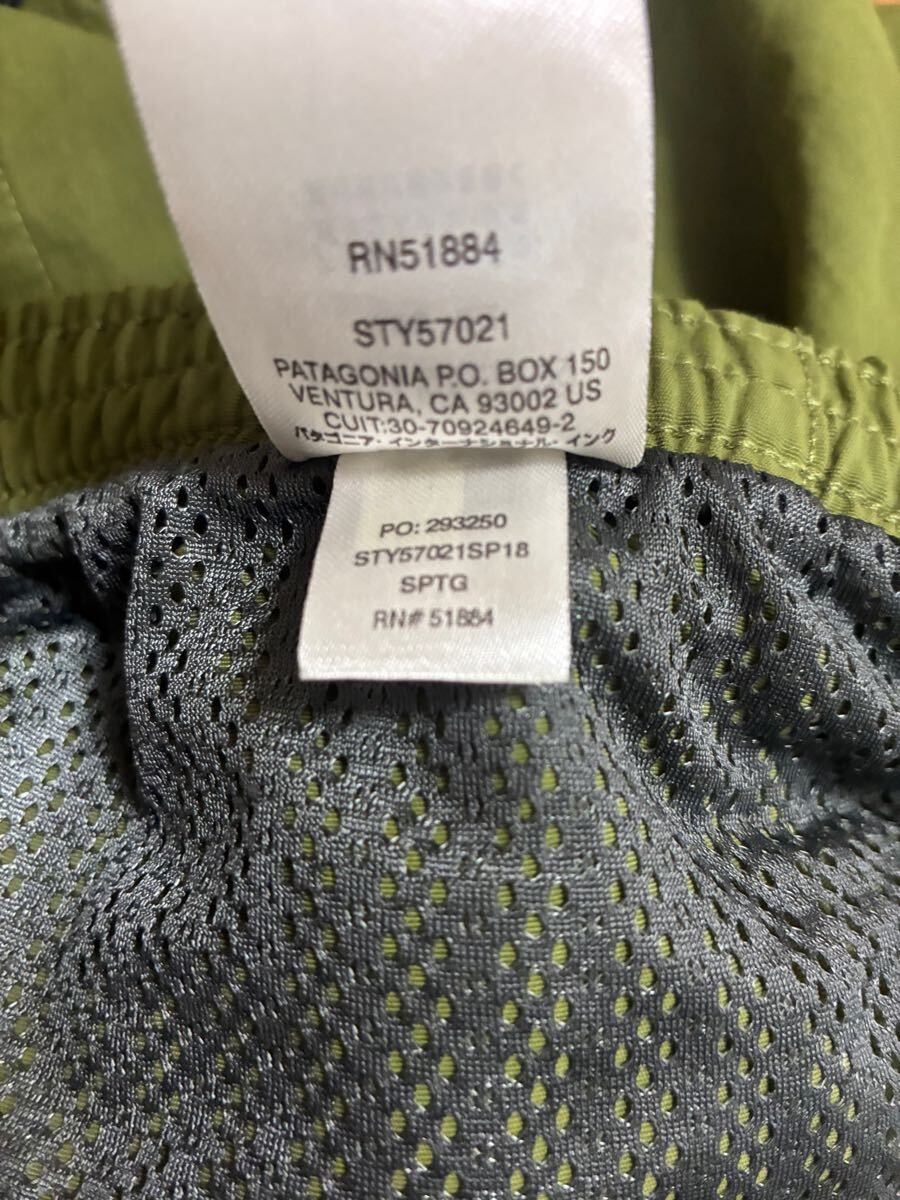 RN51884
STY57021
PATAGONIA P.O. BOX 150
VENTURA, CA 93002 US
CUIT:30-70924649-2
パタゴニア・インターナショナル・インク
PO: 293250
STY57021SP18
SPTG
RN# 51884